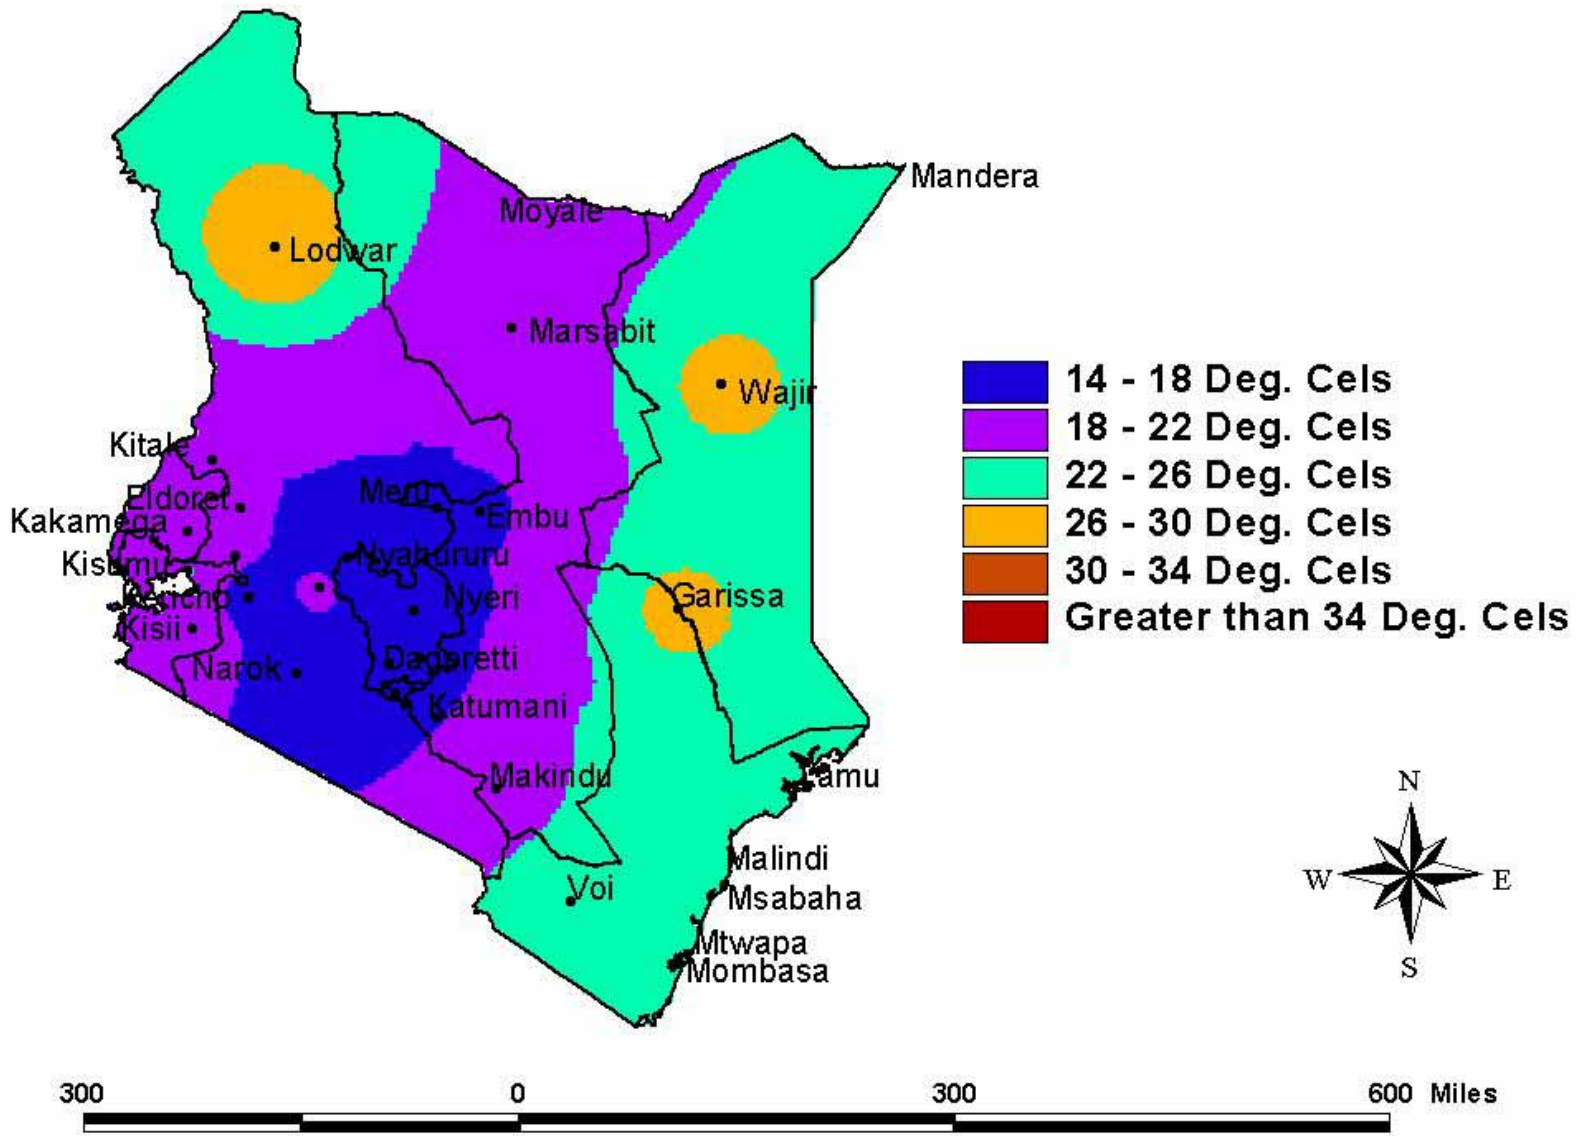 Mandera
Moyale
Lodwar
Marsabit
Wajir
14 - 18 Deg. Cels
18 - 22 Deg. Cels
22 - 26 Deg. Cels
26 - 30 Deg. Cels
30 - 34 Deg. Cels
Greater than 34 Deg. Cels
Kitale
Eldoret
Meru
Kakamega
Embu
Kisumu
Nyahururu
Kericho
Nyeri
Garissa
Kisii
Narok
Dagoretti
Katumani
Makindu
Lamu
Malindi
Voi
Msabaha
Mtwapa
Mombasa
N
W
E
S
300 0 300 600 Miles